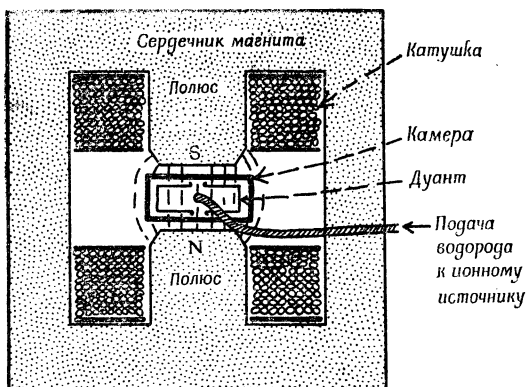 Сердечник магнита
Полюс
Катушка
S
Камера
Дуант
N
Подача
водорода
к ионному
источнику
Полюс